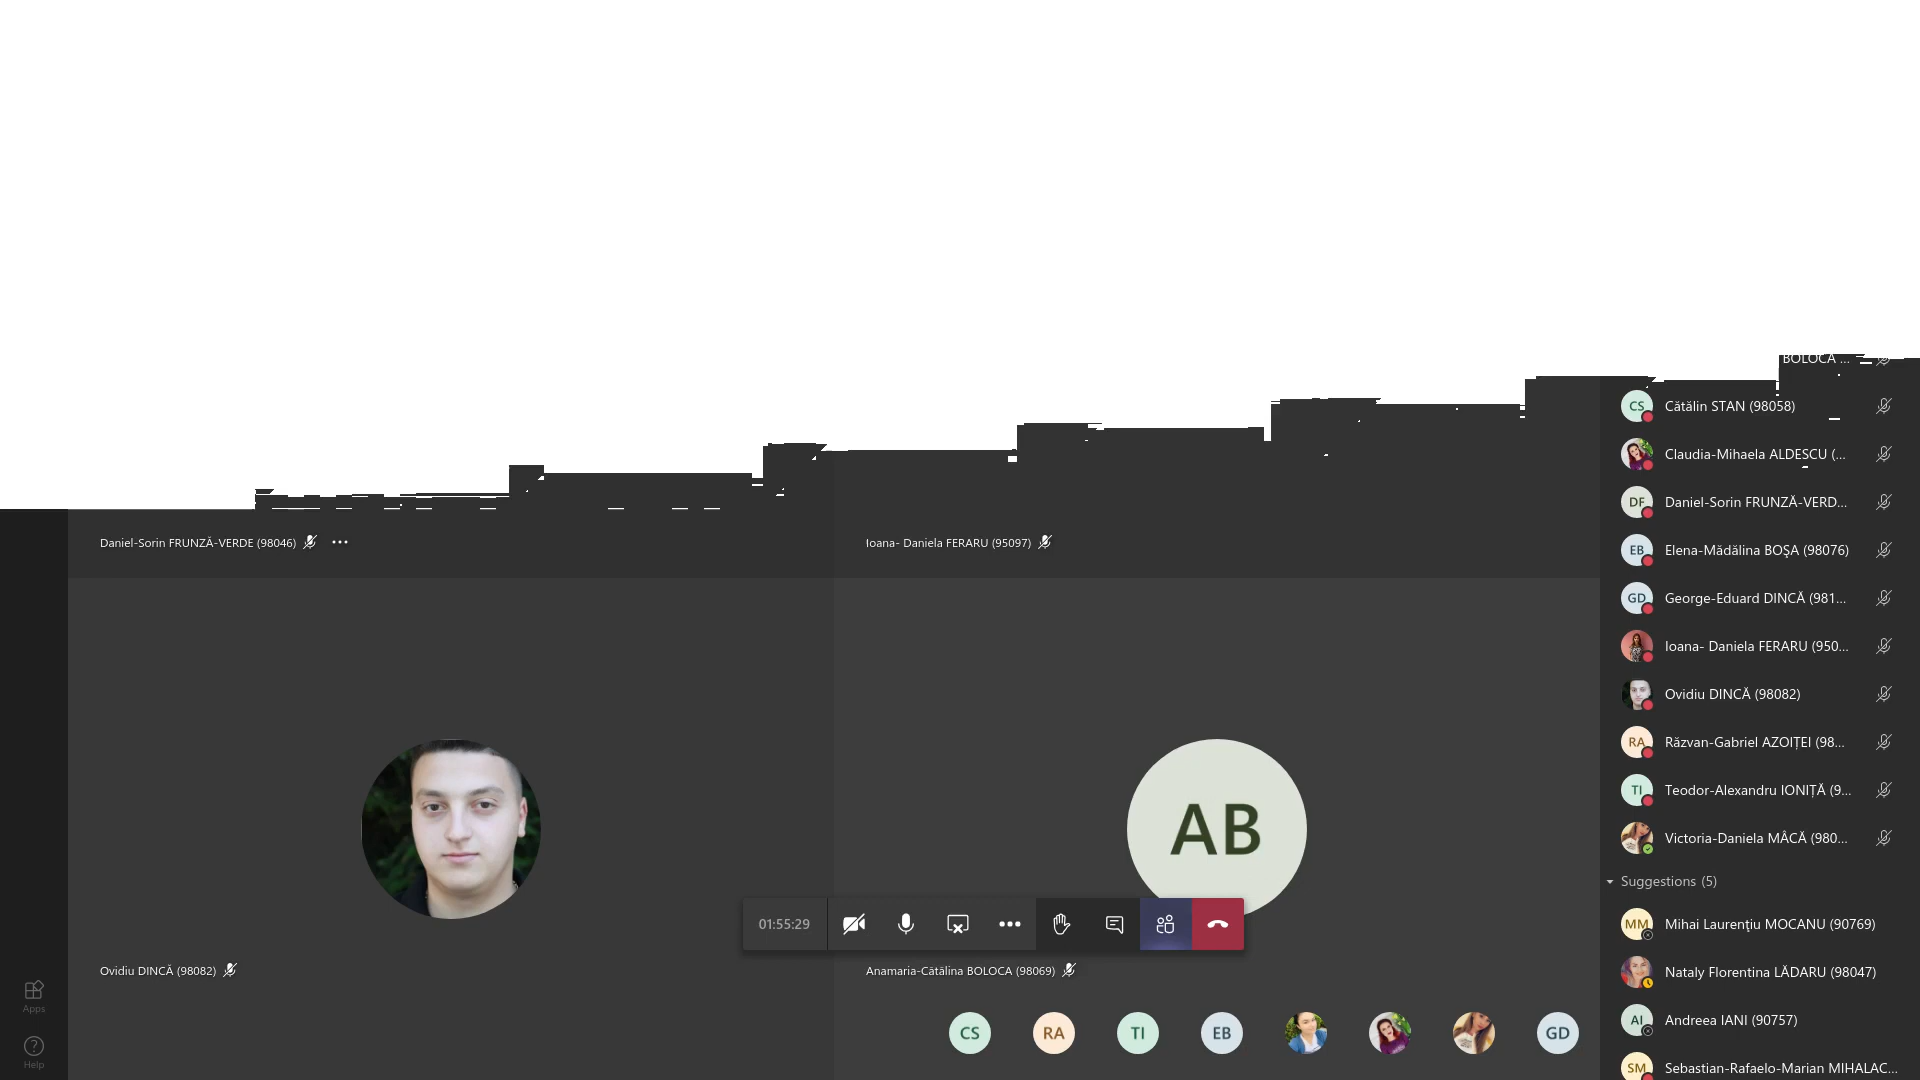 BOLOCA ...
CS Cătălin STAN (98058)
Claudia-Mihaela ALDESCU (...
DF Daniel-Sorin FRUNZĂ-VERD...
Daniel-Sorin FRUNZĂ-VERDE (98046) ...
Ioana- Daniela FERARU (95097)
EB Elena-Mădălina BOŞA (98076)
GD George-Eduard DINCĂ (981...
Ioana- Daniela FERARU (950...
Ovidiu DINCĂ (98082)
RA Răzvan-Gabriel AZOIȚEI (98...
TI Teodor-Alexandru IONIȚĂ (9...
Victoria-Daniela MÂCĂ (980...
AB
Suggestions (5)
MM Mihai Laurenţiu MOCANU (90769)
01:55:29
Ovidiu DINCĂ (98082)
Anamaria-Cătălina BOLOCA (98069)
Nataly Florentina LĂDARU (98047)
Apps
AI Andreea IANI (90757)
CS RA TI EB GD
Help
SM Sebastian-Rafaelo-Marian MIHALAC...